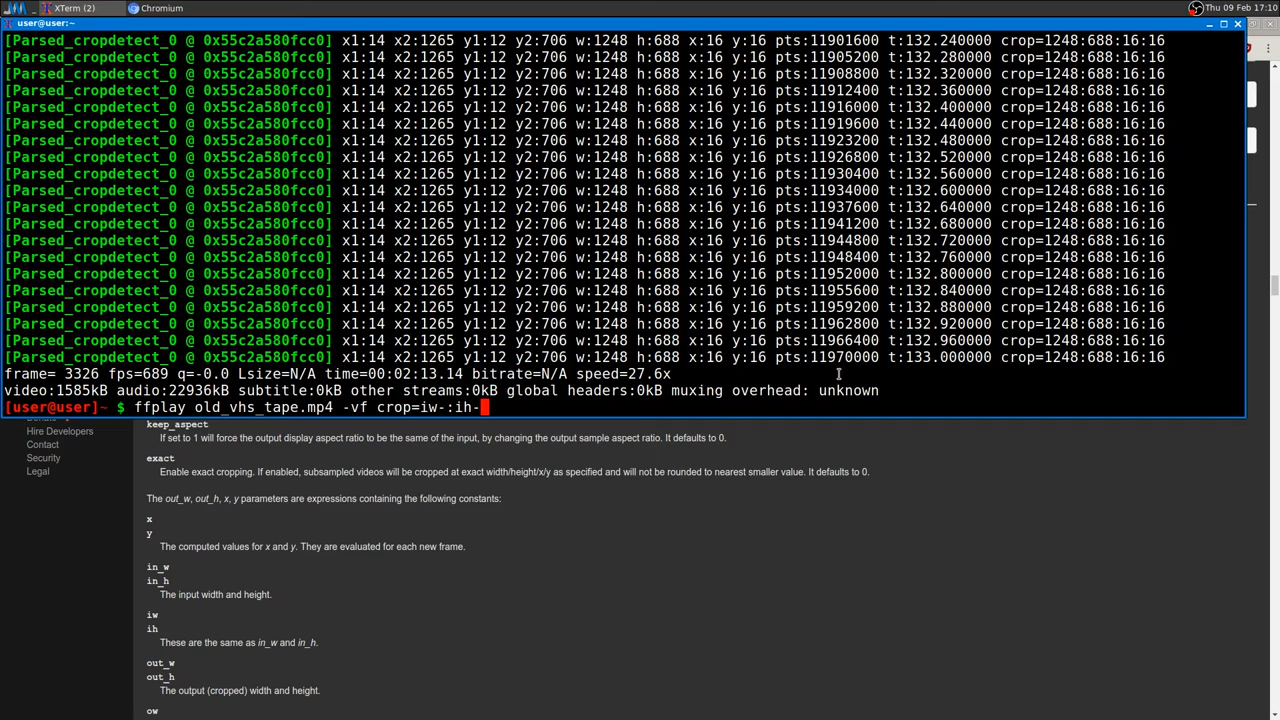 XTerm (2)
Chromium
Thu 09 Feb 17:10
user@user:~
[Parsed_cropdetect_0 @ 0x55c2a580fcc0] x1:14 x2:1265 y1:12 y2:706 w:1248 h:688 x:16 y:16 pts:11901600 t:132.240000 crop=1248:688:16:16
[Parsed_cropdetect_0 @ 0x55c2a580fcc0] x1:14 x2:1265 y1:12 y2:706 w:1248 h:688 x:16 y:16 pts:11905200 t:132.280000 crop=1248:688:16:16
[Parsed_cropdetect_0 @ 0x55c2a580fcc0] x1:14 x2:1265 y1:12 y2:706 w:1248 h:688 x:16 y:16 pts:11908800 t:132.320000 crop=1248:688:16:16
[Parsed_cropdetect_0 @ 0x55c2a580fcc0] x1:14 x2:1265 y1:12 y2:706 w:1248 h:688 x:16 y:16 pts:11912400 t:132.360000 crop=1248:688:16:16
[Parsed_cropdetect_0 @ 0x55c2a580fcc0] x1:14 x2:1265 y1:12 y2:706 w:1248 h:688 x:16 y:16 pts:11916000 t:132.400000 crop=1248:688:16:16
[Parsed_cropdetect_0 @ 0x55c2a580fcc0] x1:14 x2:1265 y1:12 y2:706 w:1248 h:688 x:16 y:16 pts:11919600 t:132.440000 crop=1248:688:16:16
[Parsed_cropdetect_0 @ 0x55c2a580fcc0] x1:14 x2:1265 y1:12 y2:706 w:1248 h:688 x:16 y:16 pts:11923200 t:132.480000 crop=1248:688:16:16
[Parsed_cropdetect_0 @ 0x55c2a580fcc0] x1:14 x2:1265 y1:12 y2:706 w:1248 h:688 x:16 y:16 pts:11926800 t:132.520000 crop=1248:688:16:16
[Parsed_cropdetect_0 @ 0x55c2a580fcc0] x1:14 x2:1265 y1:12 y2:706 w:1248 h:688 x:16 y:16 pts:11930400 t:132.560000 crop=1248:688:16:16
[Parsed_cropdetect_0 @ 0x55c2a580fcc0] x1:14 x2:1265 y1:12 y2:706 w:1248 h:688 x:16 y:16 pts:11934000 t:132.600000 crop=1248:688:16:16
[Parsed_cropdetect_0 @ 0x55c2a580fcc0] x1:14 x2:1265 y1:12 y2:706 w:1248 h:688 x:16 y:16 pts:11937600 t:132.640000 crop=1248:688:16:16
[Parsed_cropdetect_0 @ 0x55c2a580fcc0] x1:14 x2:1265 y1:12 y2:706 w:1248 h:688 x:16 y:16 pts:11941200 t:132.680000 crop=1248:688:16:16
[Parsed_cropdetect_0 @ 0x55c2a580fcc0] x1:14 x2:1265 y1:12 y2:706 w:1248 h:688 x:16 y:16 pts:11944800 t:132.720000 crop=1248:688:16:16
[Parsed_cropdetect_0 @ 0x55c2a580fcc0] x1:14 x2:1265 y1:12 y2:706 w:1248 h:688 x:16 y:16 pts:11948400 t:132.760000 crop=1248:688:16:16
[Parsed_cropdetect_0 @ 0x55c2a580fcc0] x1:14 x2:1265 y1:12 y2:706 w:1248 h:688 x:16 y:16 pts:11952000 t:132.800000 crop=1248:688:16:16
[Parsed_cropdetect_0 @ 0x55c2a580fcc0] x1:14 x2:1265 y1:12 y2:706 w:1248 h:688 x:16 y:16 pts:11955600 t:132.840000 crop=1248:688:16:16
[Parsed_cropdetect_0 @ 0x55c2a580fcc0] x1:14 x2:1265 y1:12 y2:706 w:1248 h:688 x:16 y:16 pts:11959200 t:132.880000 crop=1248:688:16:16
[Parsed_cropdetect_0 @ 0x55c2a580fcc0] x1:14 x2:1265 y1:12 y2:706 w:1248 h:688 x:16 y:16 pts:11962800 t:132.920000 crop=1248:688:16:16
[Parsed_cropdetect_0 @ 0x55c2a580fcc0] x1:14 x2:1265 y1:12 y2:706 w:1248 h:688 x:16 y:16 pts:11966400 t:132.960000 crop=1248:688:16:16
[Parsed_cropdetect_0 @ 0x55c2a580fcc0] x1:14 x2:1265 y1:12 y2:706 w:1248 h:688 x:16 y:16 pts:11970000 t:133.000000 crop=1248:688:16:16
frame= 3326 fps=689 q=-0.0 Lsize=N/A time=00:02:13.14 bitrate=N/A speed=27.6x
video:1585kB audio:22936kB subtitle:0kB other streams:0kB global headers:0kB muxing overhead: unknown
[user@user]~ $ ffplay old_vhs_tape.mp4 -vf crop=iw-:ih-
Hire Developers
Contact
Security
Legal
keep_aspect
If set to 1 will force the output display aspect ratio to be the same of the input, by changing the output sample aspect ratio. It defaults to 0.
exact
Enable exact cropping. If enabled, subsampled videos will be cropped at exact width/height/x/y as specified and will not be rounded to nearest smaller value. It defaults to 0.
The out_w, out_h, x, y parameters are expressions containing the following constants:
x
y
The computed values for x and y. They are evaluated for each new frame.
in_w
in_h
The input width and height.
iw
ih
These are the same as in_w and in_h.
out_w
out_h
The output (cropped) width and height.
ow